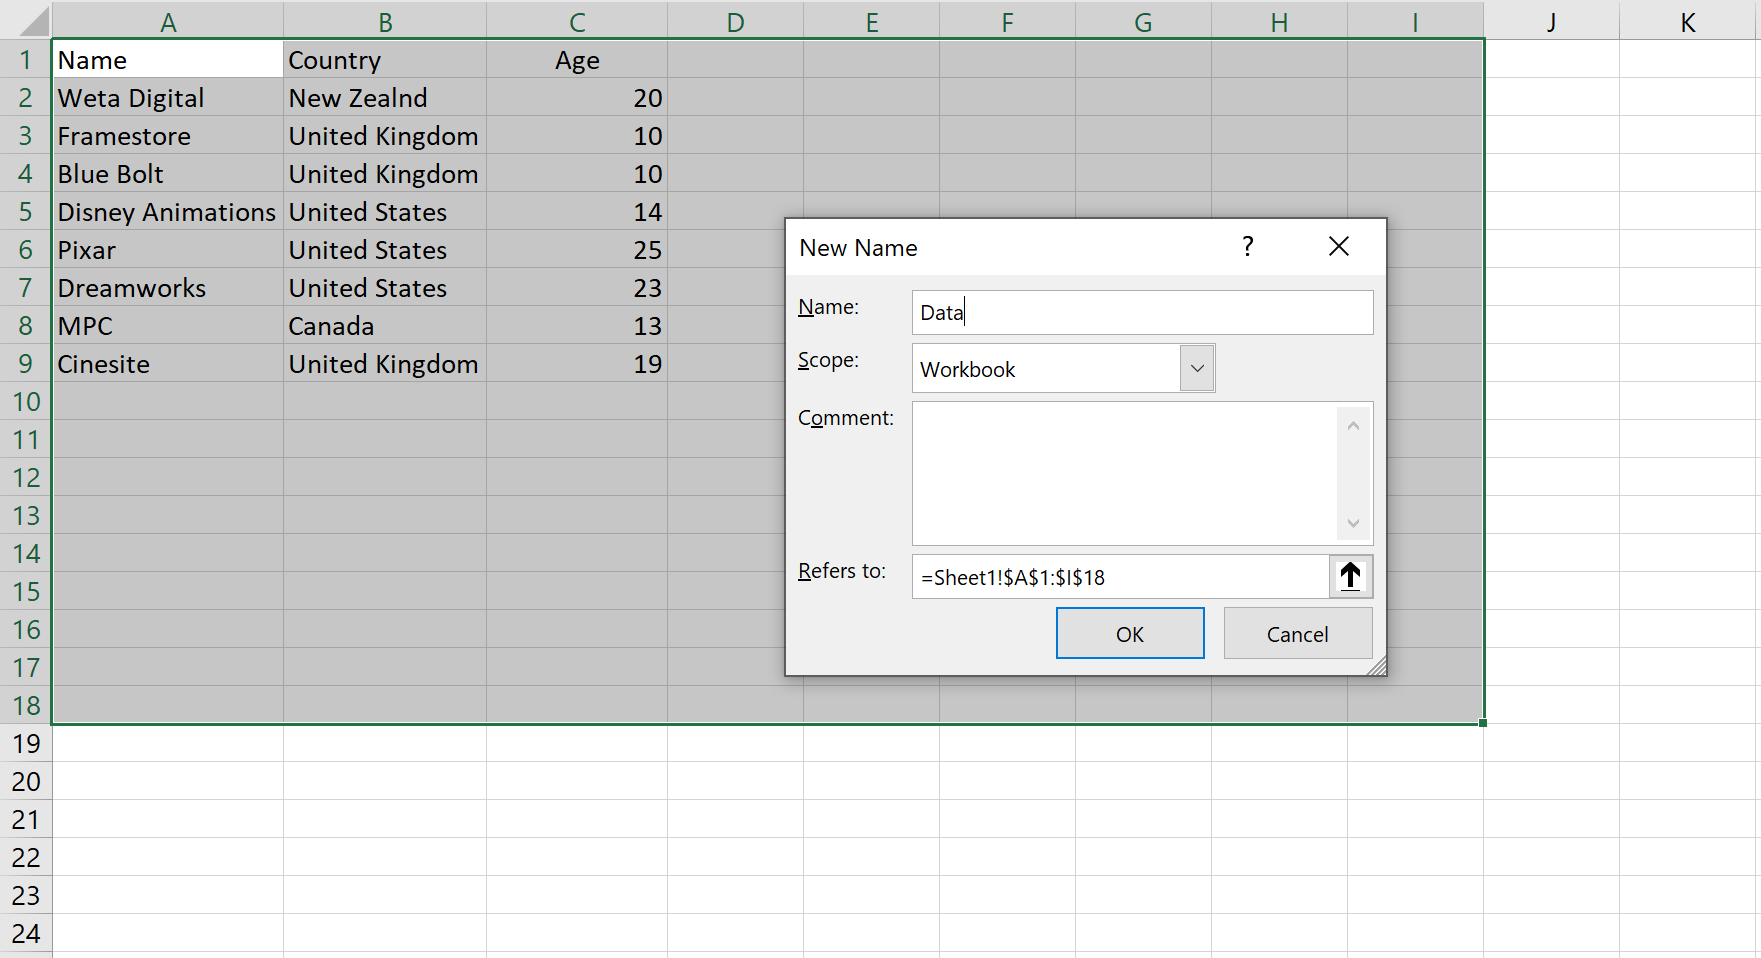 A B C D E F G H I J K
1 Name Country Age
2 Weta Digital New Zealnd 20
3 Framestore United Kingdom 10
4 Blue Bolt United Kingdom 10
5 Disney Animations United States 14
6 Pixar United States 25
7 Dreamworks United States 23
8 MPC Canada 13
9 Cinesite United Kingdom 19
10
11
12
13
14
15
16
17
18
19
20
21
22
23
24
New Name ?
Name: Data
Scope: Workbook
Comment:
Refers to: =Sheet1!$A$1:$I$18
OK Cancel